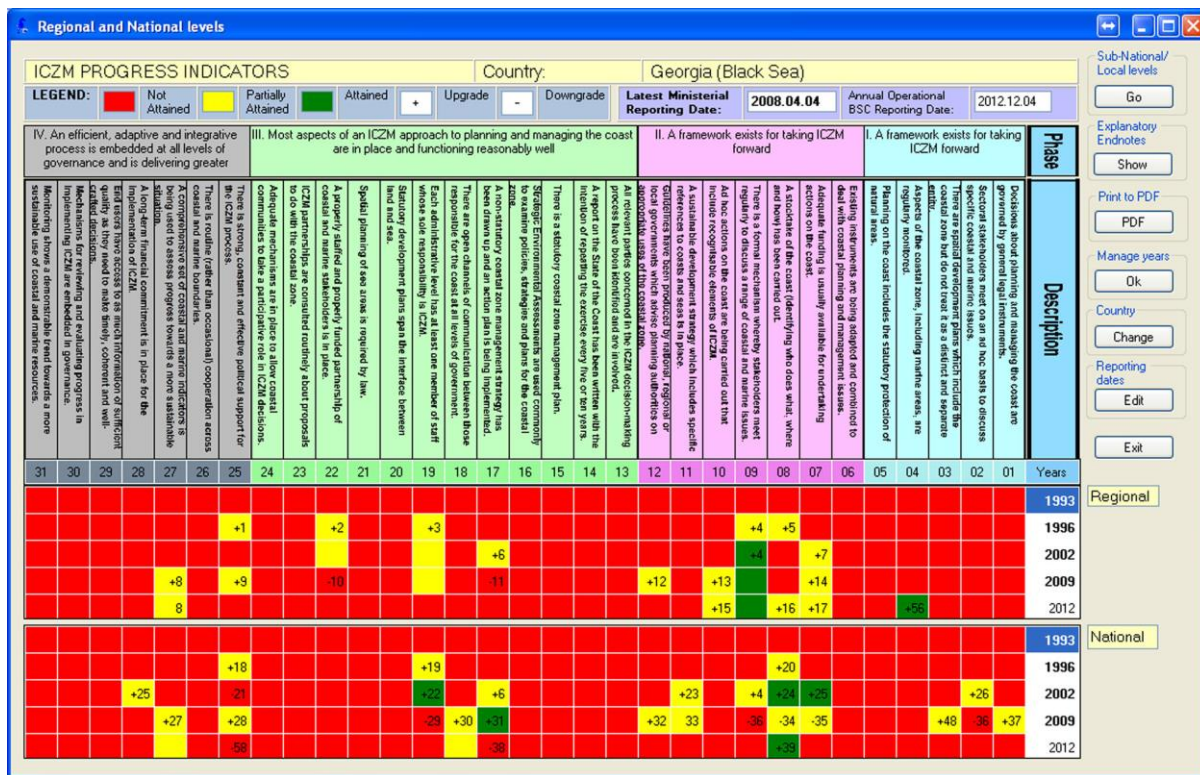 Regional and National levels
ICZM PROGRESS INDICATORS
Country:
Georgia (Black Sea)
LEGEND:
Not Attained
Partially Attained
Attained
+
Upgrade
-
Downgrade
Latest Ministerial Reporting Date:
2008.04.04
Annual Operational BSC Reporting Date:
2012.12.04
IV. An efficient, adaptive and integrative
process is embedded at all levels of
governance and is delivering greater
III. Most aspects of an ICZM approach to planning and managing the coast
are in place and functioning reasonably well
II. A framework exists for taking ICZM
forward
I. A framework exists for taking
ICZM forward
Phase
Monitoring shows a demonstrable trend towards a more
sustainable use of coastal and marine resources.
Mechanisms for reviewing and evaluating progress in
implementing ICZM are embedded in governance.
End users have access to as much information of sufficient
quality as they need to make timely, coherent and well-
crafted decisions.
A long-term financial commitment is in place for the
implementation of ICZM.
A comprehensive set of coastal and marine indicators is
being used to assess progress towards a more sustainable
situation.
There is routine (rather than occasional) cooperation across
coastal and marine boundaries.
There is strong, constant and effective political support for
the ICZM process.
Adequate mechanisms are in place to allow coastal
communities to take a participative role in ICZM decisions.
ICZM partnerships are consulted routinely about proposals
to do with the coastal zone.
A properly staffed and properly funded partnership of
coastal and marine stakeholders is in place.
Spatial planning of sea areas is required by law.
Statutory development plans span the interface between
land and sea.
Each administrative level has at least one member of staff
whose sole responsibility is ICZM.
There are open channels of communication between those
responsible for the coast at all levels of government.
A non-statutory coastal zone management strategy has
been drawn up and an action plan is being implemented.
Strategic Environmental Assessments are used commonly
to examine policies, strategies and plans for the coastal
zone.
There is a statutory coastal zone management plan.
A report on the State of the Coast has been written with the
intention of repeating the exercise every five or ten years.
All relevant parties concerned in the ICZM decision-making
process have been identified and are involved.
Guidelines have been produced by national, regional or
local governments which advise planning authorities on
appropriate uses of the coastal zone.
A sustainable development strategy which includes specific
references to coasts and seas is in place.
Ad hoc actions on the coast are being carried out that
include recognisable elements of ICZM.
There is a formal mechanism whereby stakeholders meet
regularly to discuss a range of coastal and marine issues.
A stocktake of the coast (identifying who does what, where
and how) has been carried out.
Adequate funding is usually available for undertaking
actions on the coast.
Existing instruments are being adapted and combined to
deal with coastal planning and management issues.
Planning on the coast includes the statutory protection of
natural areas.
Aspects of the coastal zone, including marine areas, are
regularly monitored.
There are spatial development plans which include the
coastal zone but do not treat it as a distinct and separate
entity.
Sectoral stakeholders meet on an ad hoc basis to discuss
specific coastal and marine issues.
Decisions about planning and managing the coast are
governed by general legal instruments.
Description
31 30 29 28 27 26 25 24 23 22 21 20 19 18 17 16 15 14 13 12 11 10 09 08 07 06 05 04 03 02 01 Years
1993
+1 +2 +3 +4 +5 1996
+6 +4 +7 2002
+8 +9 -10 -11 +12 +13 +14 2009
8 +15 +16 +17 +56 2012
1993
+18 +19 +20 1996
+25 -21 +22 +6 +23 +4 +24 +25 +26 2002
+27 +28 -29 +30 +31 +32 33 -36 -34 -35 +48 -36 +37 2009
-58 -38 +39 2012
Regional
National
Sub-National/
Local levels
Go
Explanatory
Endnotes
Show
Print to PDF
PDF
Manage years
Ok
Country
Change
Reporting
dates
Edit
Exit